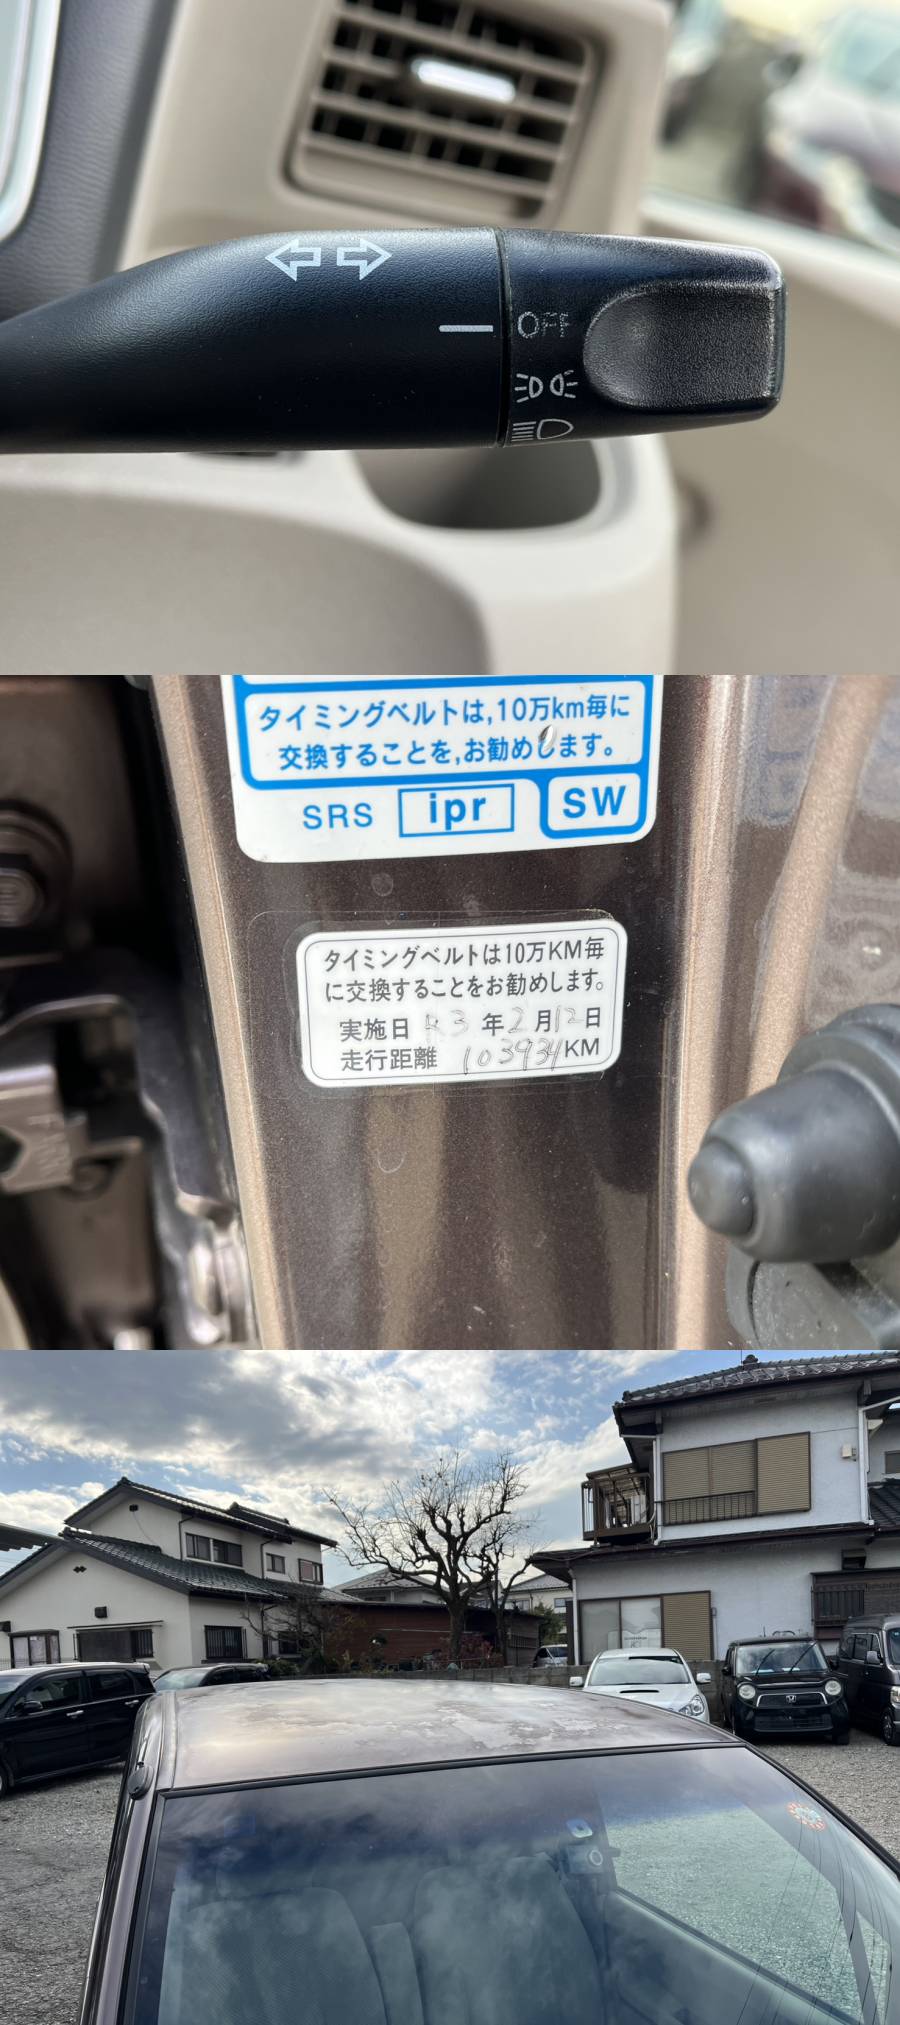 OFF
タイミングベルトは,10万km毎に
交換することを,お勧めします。
SRS ipr SW
タイミングベルトは10万KM毎
に交換することをお勧めします。
実施日 R3年2月12日
走行距離 103934KM